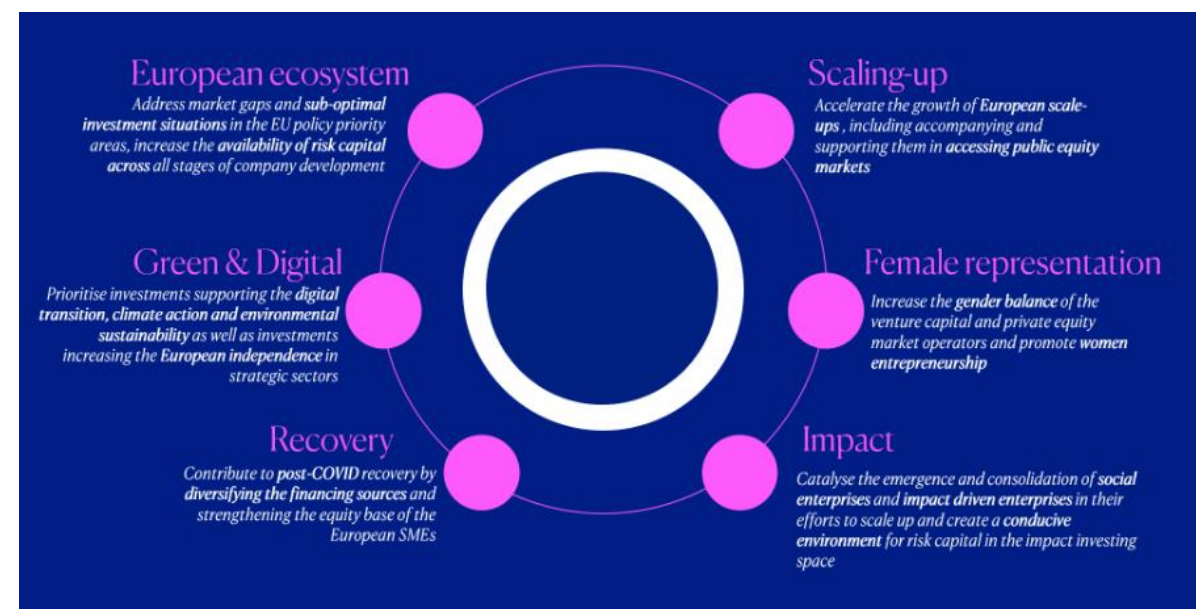 European ecosystem
Address market gaps and sub-optimal
investment situations in the EU policy priority
areas, increase the availability of risk capital
across all stages of company development
Green & Digital
Prioritise investments supporting the digital
transition, climate action and environmental
sustainability as well as investments
increasing the European independence in
strategic sectors
Recovery
Contribute to post-COVID recovery by
diversifying the financing sources and
strengthening the equity base of the
European SMEs
Scaling-up
Accelerate the growth of European scale-
ups , including accompanying and
supporting them in accessing public equity
markets
Female representation
Increase the gender balance of the
venture capital and private equity
market operators and promote women
entrepreneurship
Impact
Catalyse the emergence and consolidation of social
enterprises and impact driven enterprises in their
efforts to scale up and create a conducive
environment for risk capital in the impact investing
space